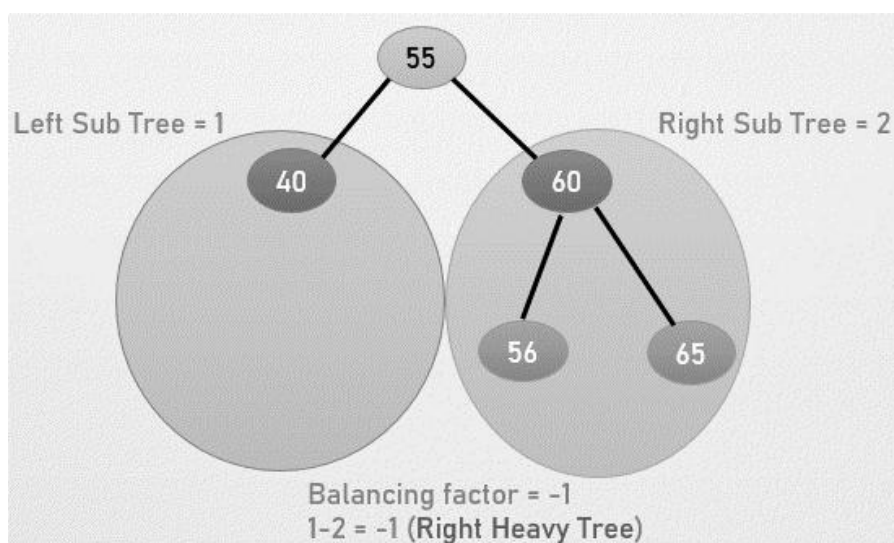 55
Left Sub Tree = 1
Right Sub Tree = 2
40
60
56
65
Balancing factor = -1
1-2 = -1 (Right Heavy Tree)